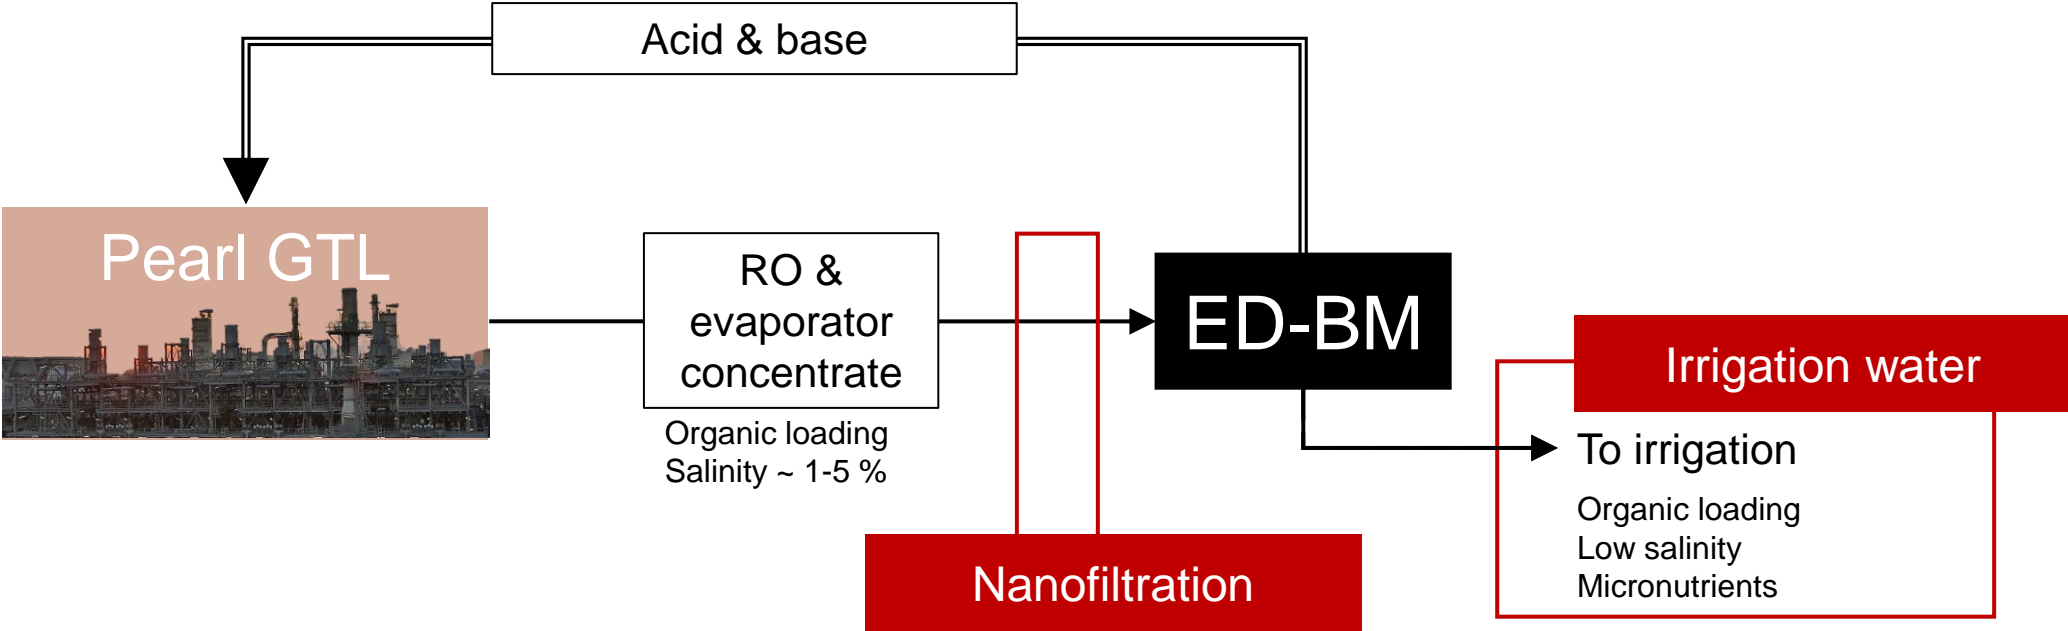 Acid & base
Pearl GTL
RO &
evaporator
concentrate
Organic loading
Salinity ~ 1-5 %
ED-BM
Nanofiltration
Irrigation water
To irrigation
Organic loading
Low salinity
Micronutrients